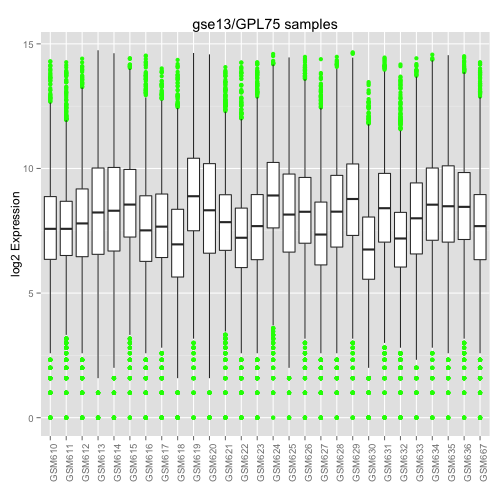 gse13/GPL75 samples
log2 Expression
15
10
5
0
GSM610
GSM611
GSM612
GSM613
GSM614
GSM615
GSM616
GSM617
GSM618
GSM619
GSM620
GSM621
GSM622
GSM623
GSM624
GSM625
GSM626
GSM627
GSM628
GSM629
GSM630
GSM631
GSM632
GSM633
GSM634
GSM635
GSM636
GSM667